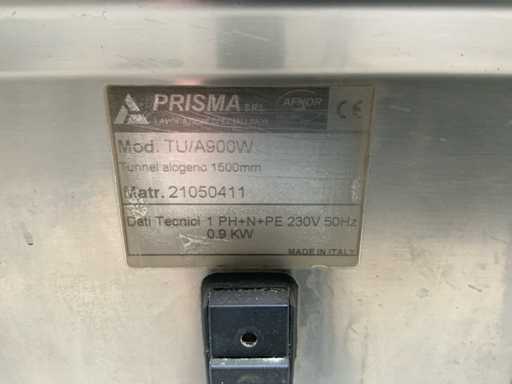 PRISMA S.R.L.
AFNOR
CE
Mod. TU/A900W
Tunnel alogeno 1500mm
Matr. 21050411
Dati Tecnici 1 PH+N+PE 230V 50Hz
0.9 KW
MADE IN ITALY